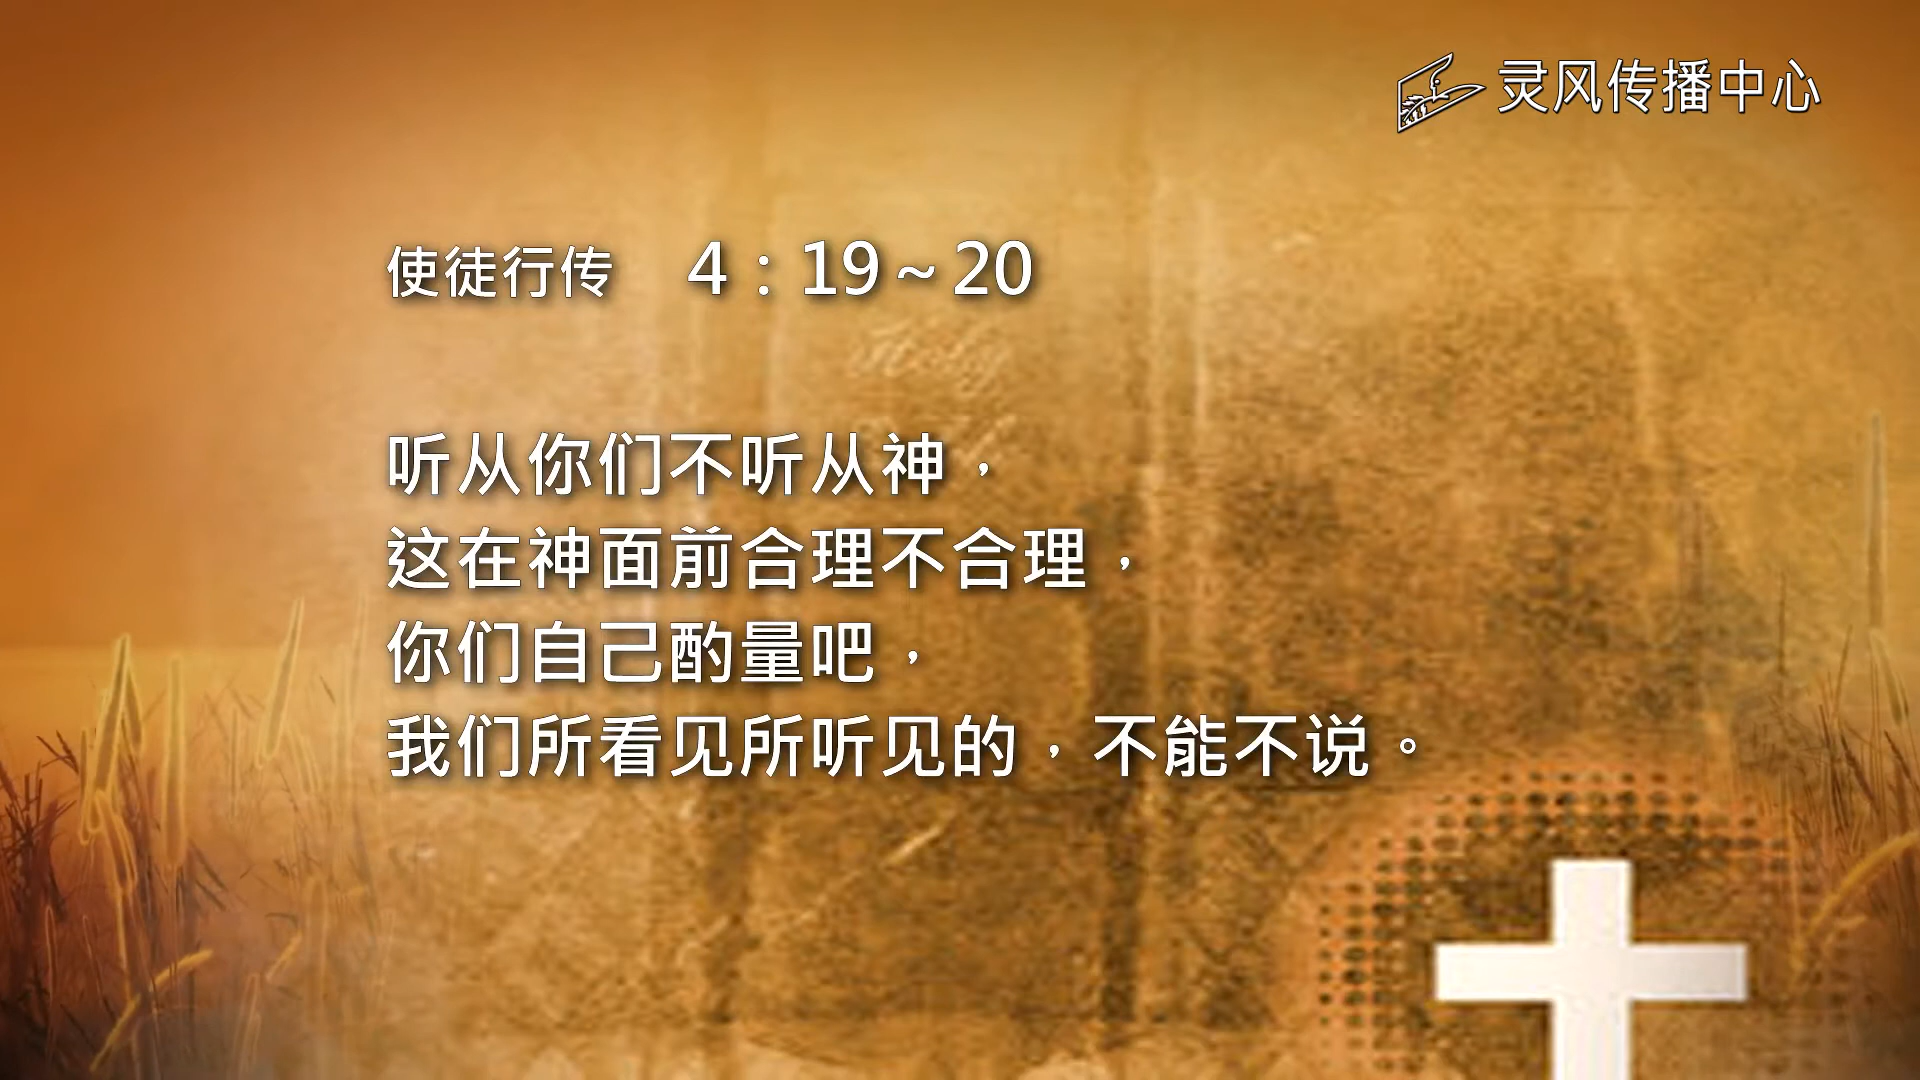 灵风传播中心
使徒行传　4：19～20
Holy
听从你们不听从神，
这在神面前合理不合理，
你们自己酌量吧，
我们所看见所听见的，不能不说。